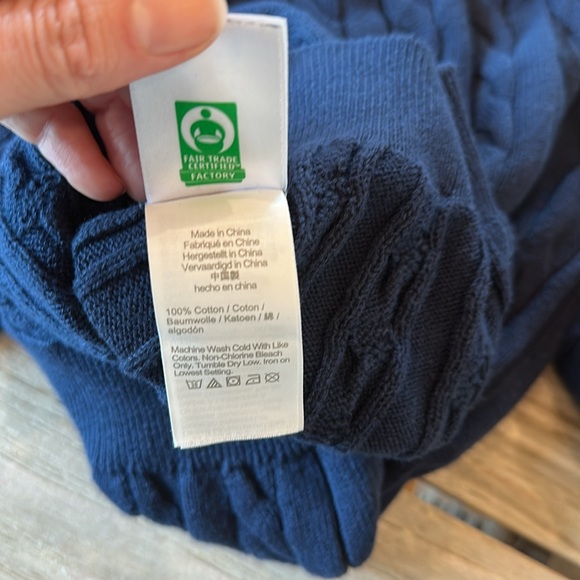 FAIR TRADE
CERTIFIED™
FACTORY
Made in China
Fabriqué en Chine
Hergestellt in China
Vervaardigd in China
中国製
hecho en china
100% Cotton / Coton /
Baumwolle / Katoen / 綿 /
algodón
Machine Wash Cold With Like
Colors. Non-Chlorine Bleach
Only. Tumble Dry Low. Iron on
Lowest Setting.